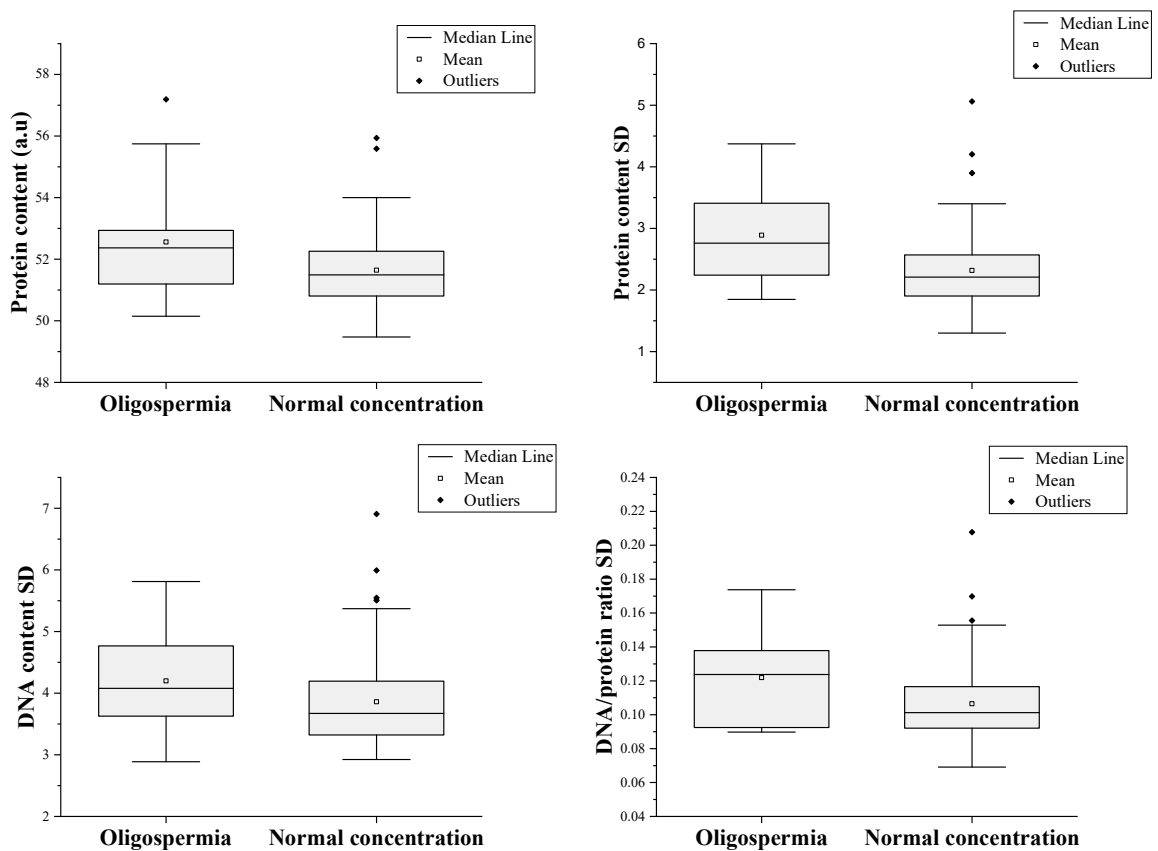 Median Line
Mean
Outliers
Protein content (a.u)
58
56
54
52
50
48
Oligospermia
Normal concentration
Median Line
Mean
Outliers
Protein content SD
6
5
4
3
2
1
Oligospermia
Normal concentration
Median Line
Mean
Outliers
DNA content SD
7
6
5
4
3
2
Oligospermia
Normal concentration
Median Line
Mean
Outliers
DNA/protein ratio SD
0.24
0.22
0.20
0.18
0.16
0.14
0.12
0.10
0.08
0.06
0.04
Oligospermia
Normal concentration